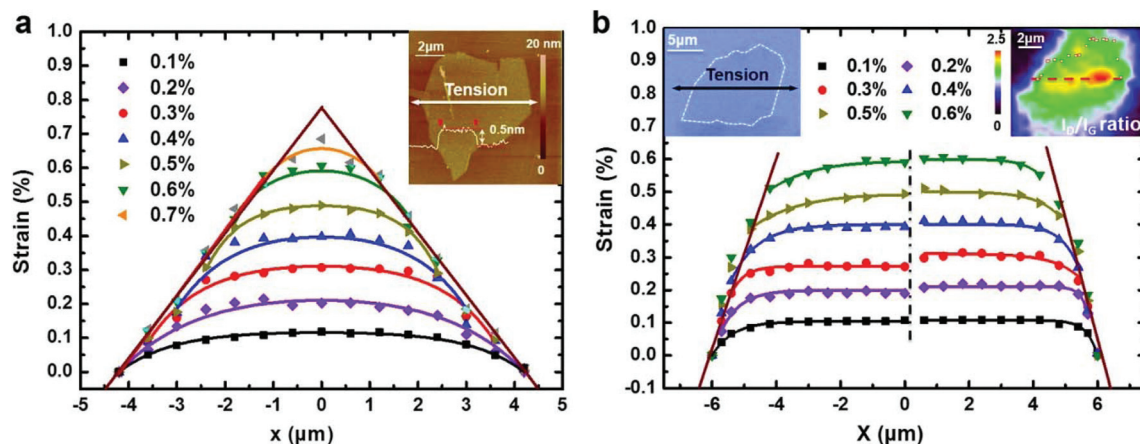 a
Strain (%)
1.0
0.9
0.8
0.7
0.6
0.5
0.4
0.3
0.2
0.1
0.0
0.1%
0.2%
0.3%
0.4%
0.5%
0.6%
0.7%
2μm
20 nm
Tension
0.5nm
0
-5 -4 -3 -2 -1 0 1 2 3 4 5
x (μm)
b
Strain (%)
1.0
0.9
0.8
0.7
0.6
0.5
0.4
0.3
0.2
0.1
0.0
-0.1
5μm
Tension
2.5
0
2μm
ID/IG ratio
0.1% 0.2%
0.3% 0.4%
0.5% 0.6%
-6 -4 -2 0 2 4 6
X (μm)